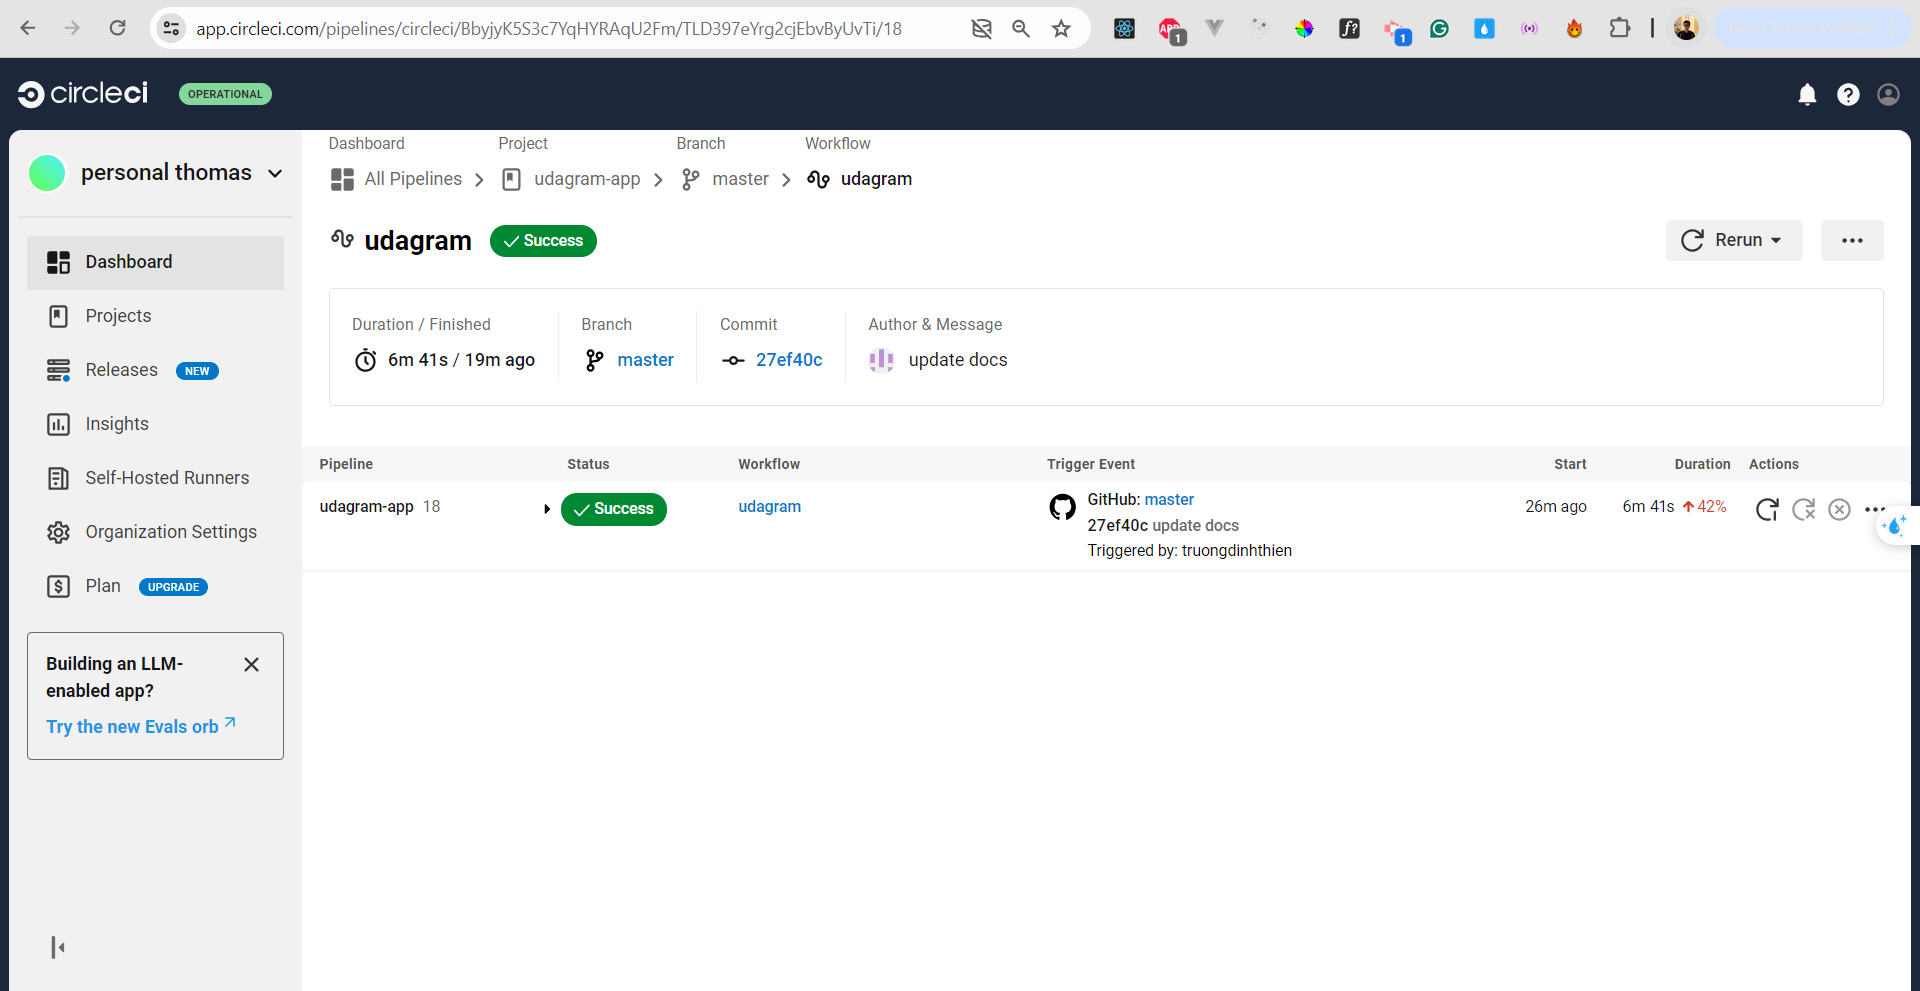 app.circleci.com/pipelines/circleci/BbyjyK5S3c7YqHYRAqU2Fm/TLD397eYrg2cjEbvByUvTi/18
ABP 1
f?
1
G
circleci
OPERATIONAL
?
personal thomas
Dashboard
Projects
Releases NEW
Insights
Self-Hosted Runners
Organization Settings
Plan UPGRADE
Building an LLM-
enabled app?
Try the new Evals orb
Dashboard Project Branch Workflow
All Pipelines udagram-app master udagram
udagram Success
Rerun
Duration / Finished Branch Commit Author & Message
6m 41s / 19m ago master 27ef40c update docs
Pipeline Status Workflow Trigger Event Start Duration Actions
udagram-app 18 Success udagram GitHub: master 26m ago 6m 41s 42%
27ef40c update docs
Triggered by: truongdinhthien